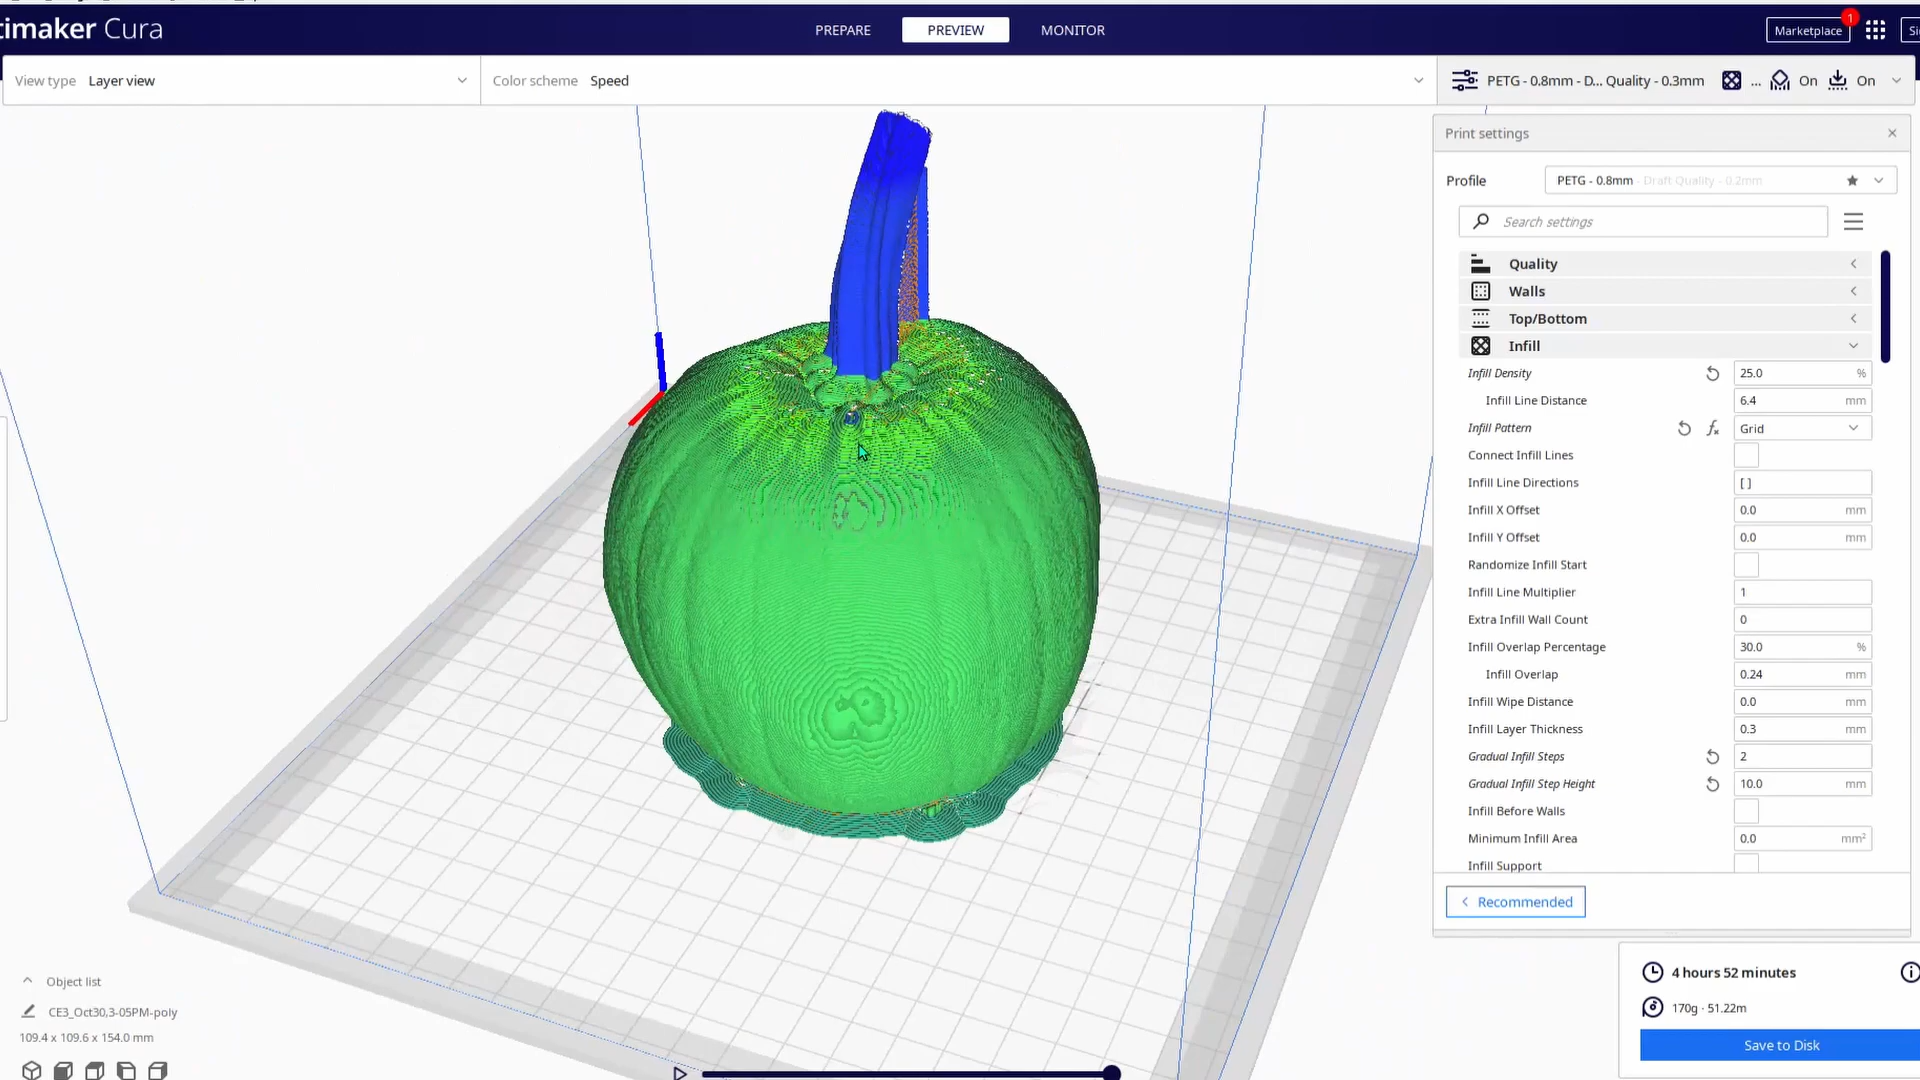 timaker Cura
PREPARE
PREVIEW
MONITOR
Marketplace
1
View type Layer view
Color scheme Speed
PETG - 0.8mm - D... Quality - 0.3mm ... On On
Print settings
Profile PETG - 0.8mm - Draft Quality - 0.2mm
Search settings
Quality
Walls
Top/Bottom
Infill
Infill Density 25.0 %
Infill Line Distance 6.4 mm
Infill Pattern fx Grid
Connect Infill Lines
Infill Line Directions [ ]
Infill X Offset 0.0 mm
Infill Y Offset 0.0 mm
Randomize Infill Start
Infill Line Multiplier 1
Extra Infill Wall Count 0
Infill Overlap Percentage 30.0 %
Infill Overlap 0.24 mm
Infill Wipe Distance 0.0 mm
Infill Layer Thickness 0.3 mm
Gradual Infill Steps 2
Gradual Infill Step Height 10.0 mm
Infill Before Walls
Minimum Infill Area 0.0 mm²
Infill Support
Recommended
Object list
CE3_Oct30,3-05PM-poly
109.4 x 109.6 x 154.0 mm
4 hours 52 minutes
170g · 51.22m
Save to Disk